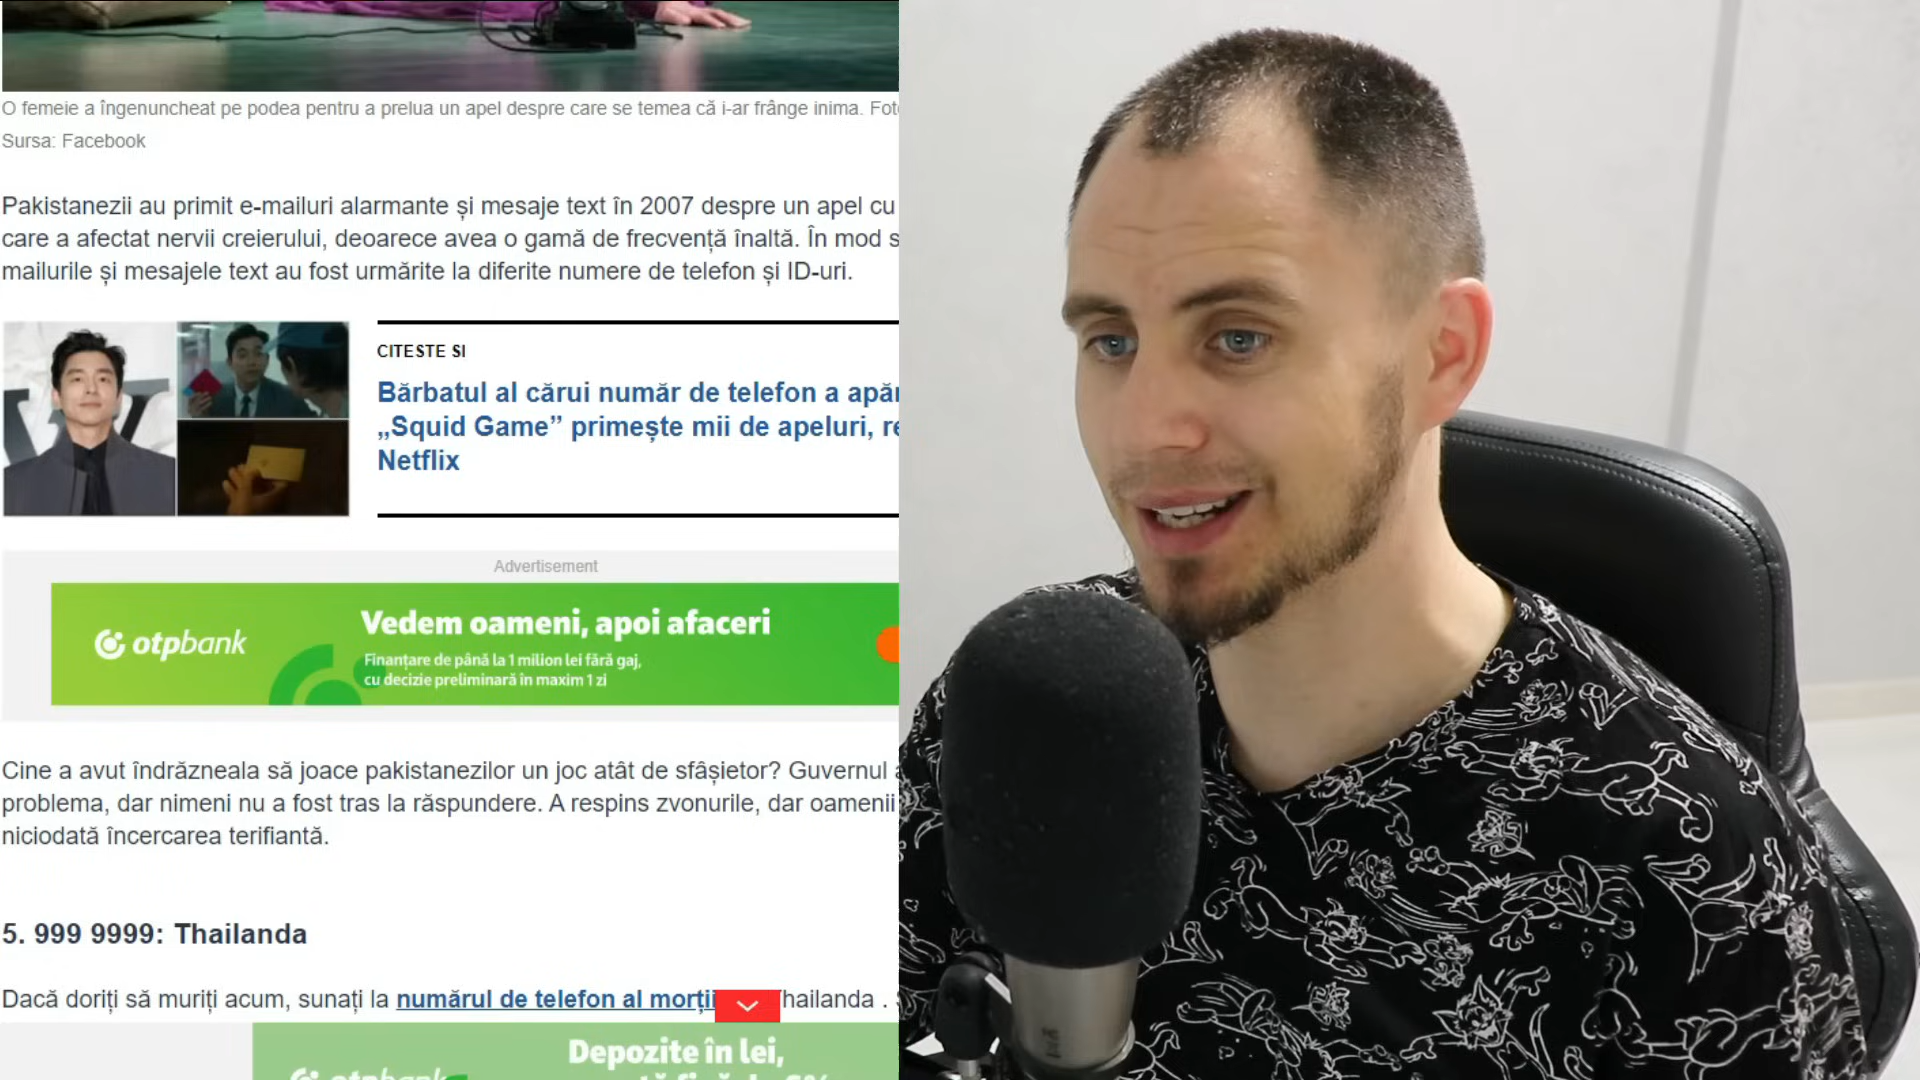 O femeie a îngenuncheat pe podea pentru a prelua un apel despre care se temea că i-ar frânge inima.
Sursa: Facebook
Pakistanezii au primit e-mailuri alarmante și mesaje text în 2007 despre un apel cu
care a afectat nervii creierului, deoarece avea o gamă de frecvență înaltă. În mod
mailurile și mesajele text au fost urmărite la diferite numere de telefon și ID-uri.
CITESTE SI
Bărbatul al cărui număr de telefon a
„Squid Game” primește mii de apeluri,
Netflix
Advertisement
otpbank
Vedem oameni, apoi afaceri
Finanțare de până la 1 milion lei fără gaj,
cu decizie preliminară în maxim 1 zi
Cine a avut îndrăzneala să joace pakistanezilor un joc atât de sfâșietor? Guvernul
problema, dar nimeni nu a fost tras la răspundere. A respins zvonurile, dar oamenii
niciodată încercarea terifiantă.
5. 999 9999: Thailanda
Dacă doriți să muriți acum, sunați la numărul de telefon al morții Thailanda .
Depozite în lei,